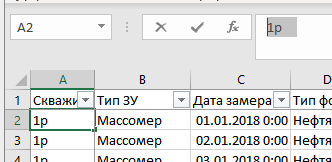 A2 1р
A B C D
1 Скважи Тип ЗУ Дата замера Тип фо
2 1р Массомер 01.01.2018 0:00 Нефтя
3 1р Массомер 02.01.2018 0:00 Нефтя
4 1р Массомер 03.01.2018 0:00 Нефтя